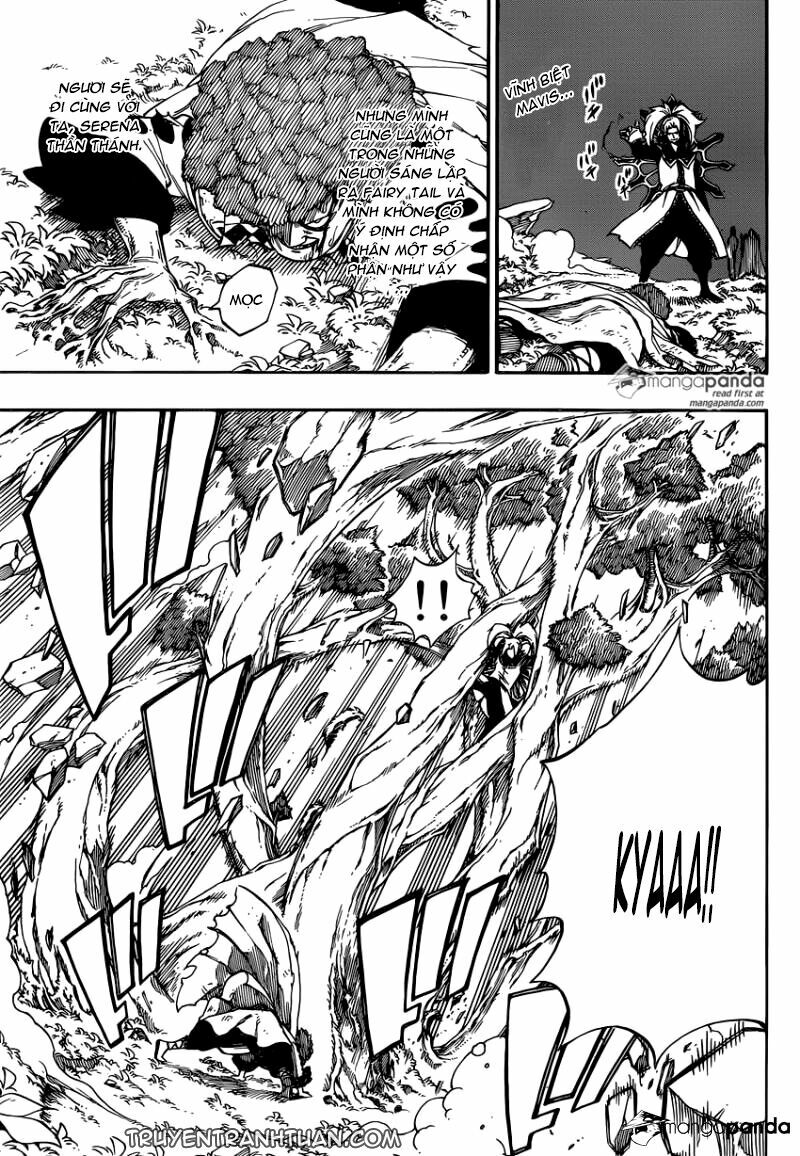 VĨNH BIỆT
MAVIS...
NHƯNG MÌNH
CŨNG LÀ MỘT
TRONG NHỮNG
NGƯỜI SÁNG LẬP
RA FAIRY TAIL VÀ
MÌNH KHÔNG CÓ
Ý ĐỊNH CHẤP
NHẬN MỘT SỐ
PHẬN NHƯ VẬY
NGƯƠI SẼ
ĐI CÙNG VỚI
TA, SERENA
THẦN THÁNH.
MỌC
mangapanda
read first at
mangapanda.com
!!
KYAAA!!
TRUYENTRANHTUAN.COM
mangapanda